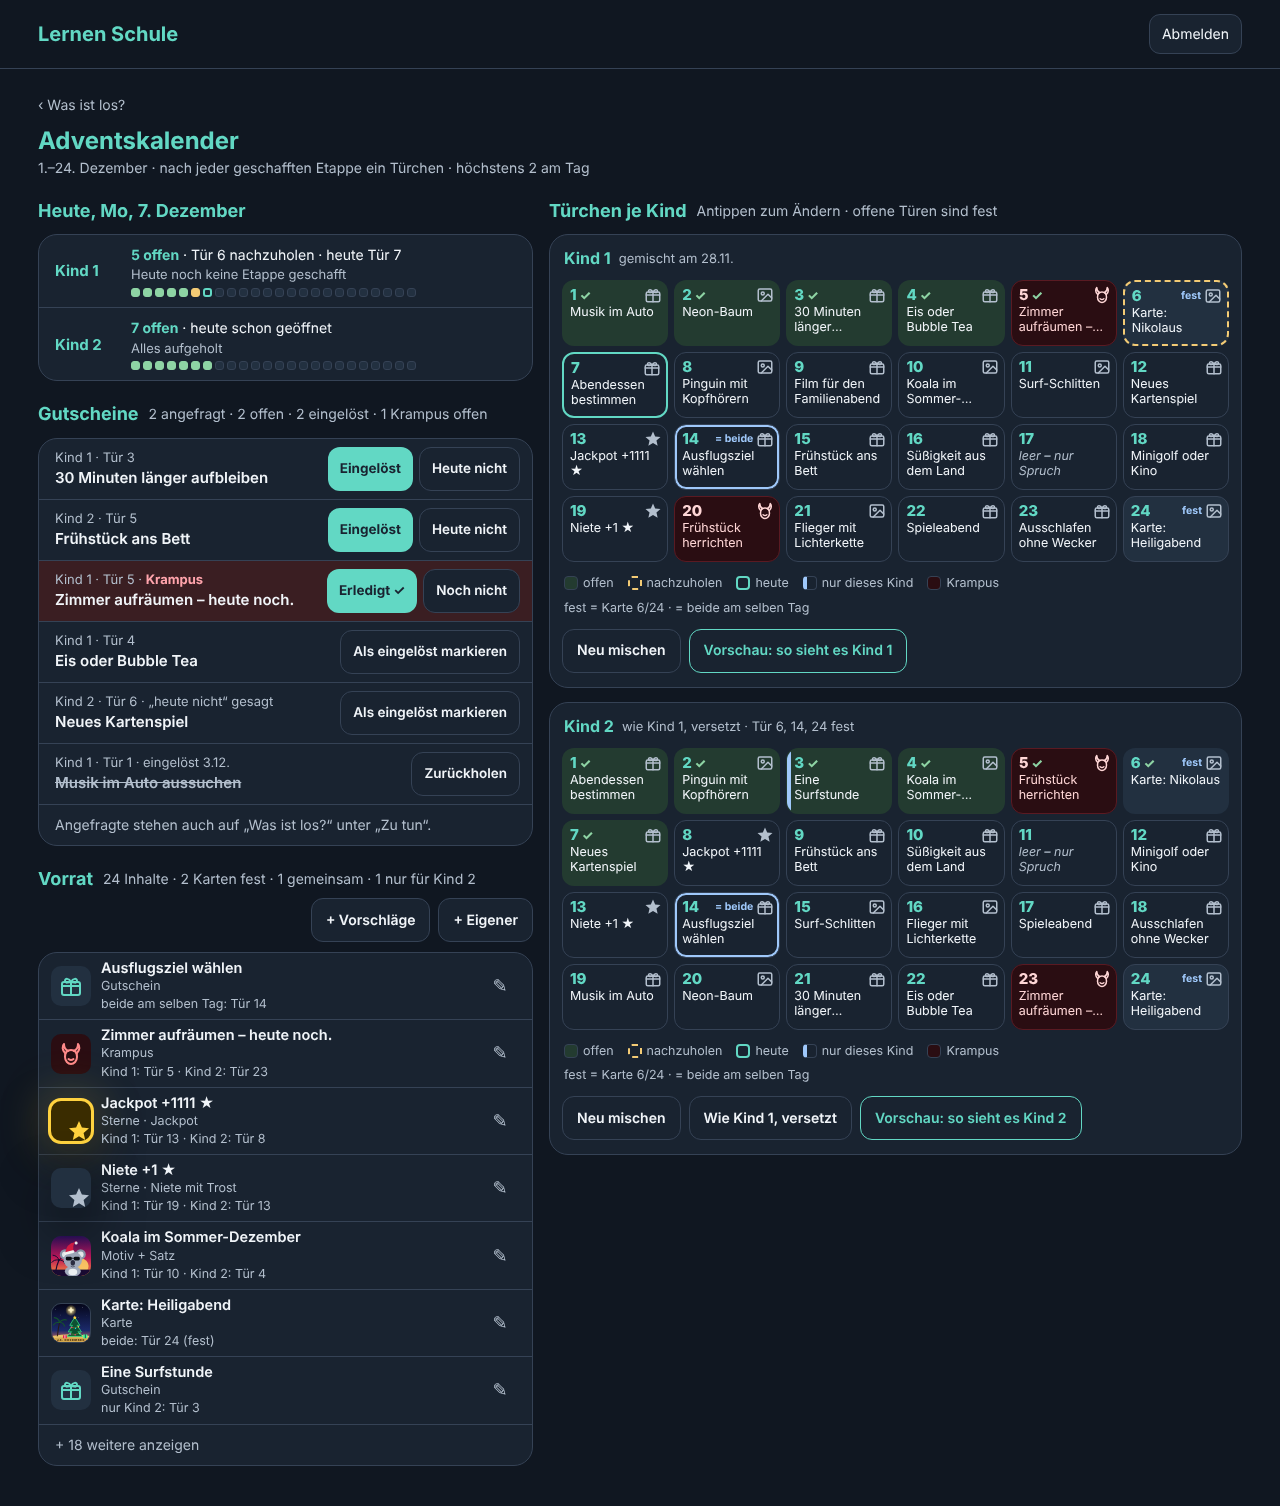 Lernen Schule
Abmelden
‹ Was ist los?
Adventskalender
1.–24. Dezember · nach jeder geschafften Etappe ein Türchen · höchstens 2 am Tag
Heute, Mo, 7. Dezember
Kind 1
5 offen · Tür 6 nachzuholen · heute Tür 7
Heute noch keine Etappe geschafft
Kind 2
7 offen · heute schon geöffnet
Alles aufgeholt
Gutscheine 2 angefragt · 2 offen · 2 eingelöst · 1 Krampus offen
Kind 1 · Tür 3
30 Minuten länger aufbleiben
Eingelöst
Heute nicht
Kind 2 · Tür 5
Frühstück ans Bett
Eingelöst
Heute nicht
Kind 1 · Tür 5 · Krampus
Zimmer aufräumen – heute noch.
Erledigt ✓
Noch nicht
Kind 1 · Tür 4
Eis oder Bubble Tea
Als eingelöst markieren
Kind 2 · Tür 6 · „heute nicht“ gesagt
Neues Kartenspiel
Als eingelöst markieren
Kind 1 · Tür 1 · eingelöst 3.12.
Musik im Auto aussuchen
Zurückholen
Angefragte stehen auch auf „Was ist los?“ unter „Zu tun“.
Vorrat 24 Inhalte · 2 Karten fest · 1 gemeinsam · 1 nur für Kind 2
+ Vorschläge
+ Eigener
Ausflugsziel wählen
Gutschein
beide am selben Tag: Tür 14
✎
Zimmer aufräumen – heute noch.
Krampus
Kind 1: Tür 5 · Kind 2: Tür 23
✎
Jackpot +1111 ★
Sterne · Jackpot
Kind 1: Tür 13 · Kind 2: Tür 8
✎
Niete +1 ★
Sterne · Niete mit Trost
Kind 1: Tür 19 · Kind 2: Tür 13
✎
Koala im Sommer-Dezember
Motiv + Satz
Kind 1: Tür 10 · Kind 2: Tür 4
✎
Karte: Heiligabend
Karte
beide: Tür 24 (fest)
✎
Eine Surfstunde
Gutschein
nur Kind 2: Tür 3
✎
+ 18 weitere anzeigen
Türchen je Kind Antippen zum Ändern · offene Türen sind fest
Kind 1 gemischt am 28.11.
1 ✓
Musik im Auto
2 ✓
Neon-Baum
3 ✓
30 Minuten
länger…
4 ✓
Eis oder
Bubble Tea
5 ✓
Zimmer
aufräumen –…
6 fest
Karte:
Nikolaus
7
Abendessen
bestimmen
8
Pinguin mit
Kopfhörern
9
Film für den
Familienabend
10
Koala im
Sommer-…
11
Surf-Schlitten
12
Neues
Kartenspiel
13
Jackpot +1111
★
14 = beide
Ausflugsziel
wählen
15
Frühstück ans
Bett
16
Süßigkeit aus
dem Land
17
leer – nur
Spruch
18
Minigolf oder
Kino
19
Niete +1 ★
20
Frühstück
herrichten
21
Flieger mit
Lichterkette
22
Spieleabend
23
Ausschlafen
ohne Wecker
24 fest
Karte:
Heiligabend
offen nachzuholen heute nur dieses Kind Krampus
fest = Karte 6/24 · = beide am selben Tag
Neu mischen
Vorschau: so sieht es Kind 1
Kind 2 wie Kind 1, versetzt · Tür 6, 14, 24 fest
1 ✓
Abendessen
bestimmen
2 ✓
Pinguin mit
Kopfhörern
3 ✓
Eine
Surfstunde
4 ✓
Koala im
Sommer-…
5 ✓
Frühstück
herrichten
6 ✓ fest
Karte: Nikolaus
7 ✓
Neues
Kartenspiel
8
Jackpot +1111
★
9
Frühstück ans
Bett
10
Süßigkeit aus
dem Land
11
leer – nur
Spruch
12
Minigolf oder
Kino
13
Niete +1 ★
14 = beide
Ausflugsziel
wählen
15
Surf-Schlitten
16
Flieger mit
Lichterkette
17
Spieleabend
18
Ausschlafen
ohne Wecker
19
Musik im Auto
20
Neon-Baum
21
30 Minuten
länger…
22
Eis oder
Bubble Tea
23
Zimmer
aufräumen –…
24 fest
Karte:
Heiligabend
offen nachzuholen heute nur dieses Kind Krampus
fest = Karte 6/24 · = beide am selben Tag
Neu mischen
Wie Kind 1, versetzt
Vorschau: so sieht es Kind 2